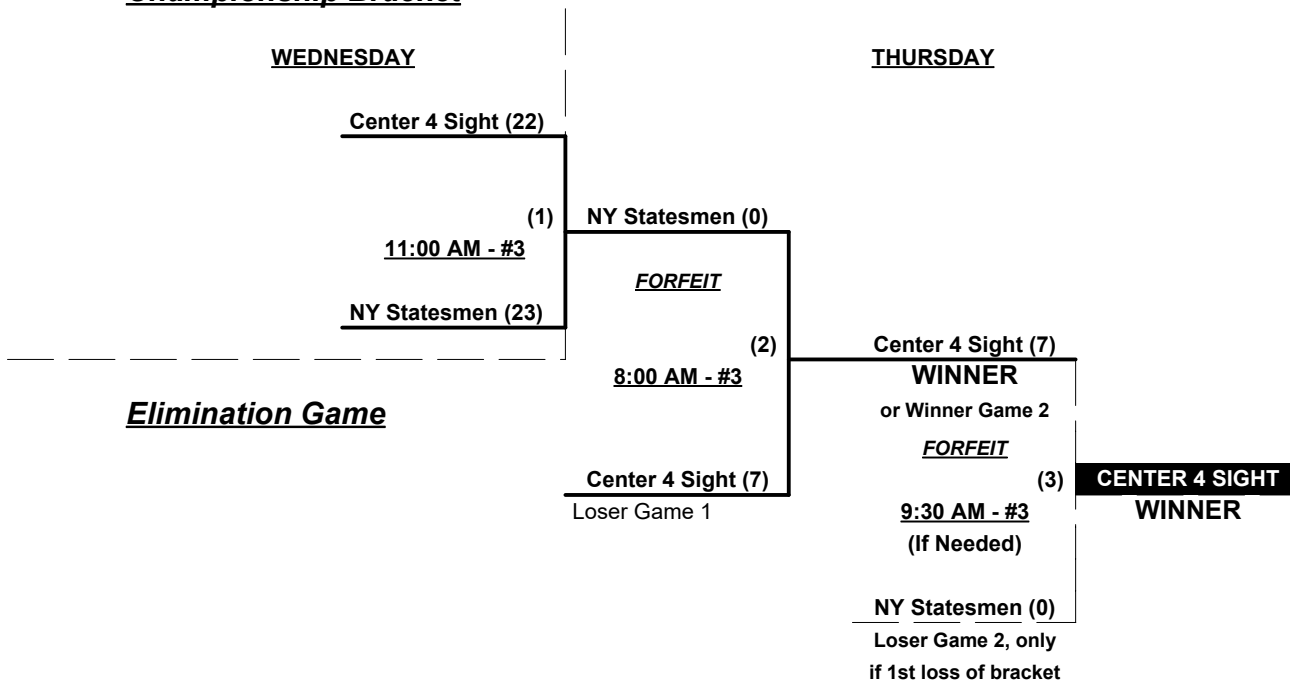 Championship Bracket
WEDNESDAY
THURSDAY
Center 4 Sight (22)
(1)
NY Statesmen (0)
11:00 AM - #3
FORFEIT
NY Statesmen (23)
(2)
Center 4 Sight (7)
8:00 AM - #3
WINNER
Elimination Game
or Winner Game 2
FORFEIT
Center 4 Sight (7)
(3)
CENTER 4 SIGHT
Loser Game 1
9:30 AM - #3
WINNER
(If Needed)
NY Statesmen (0)
Loser Game 2, only
if 1st loss of bracket